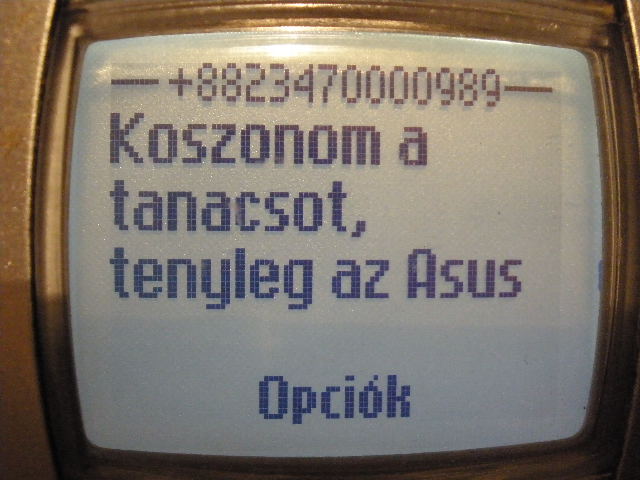 +8823470000989
Koszonom a
tanacsot,
tenyleg az Asus
Opciók